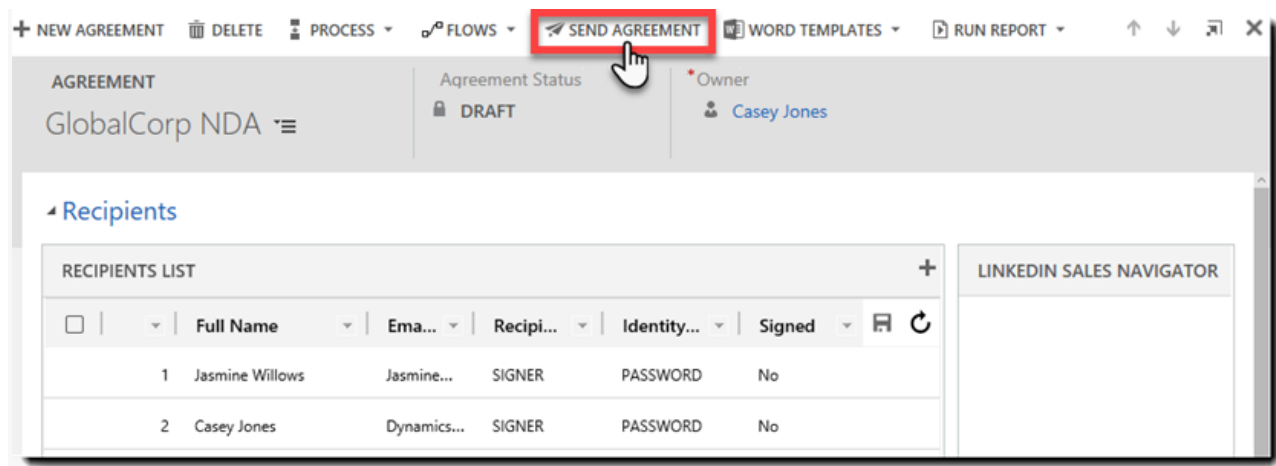 NEW AGREEMENT DELETE PROCESS FLOWS SEND AGREEMENT WORD TEMPLATES RUN REPORT
AGREEMENT Agreement Status *Owner
GlobalCorp NDA DRAFT Casey Jones
Recipients
RECIPIENTS LIST LINKEDIN SALES NAVIGATOR
Full Name Ema... Recipi... Identity... Signed
1 Jasmine Willows Jasmine... SIGNER PASSWORD No
2 Casey Jones Dynamics... SIGNER PASSWORD No